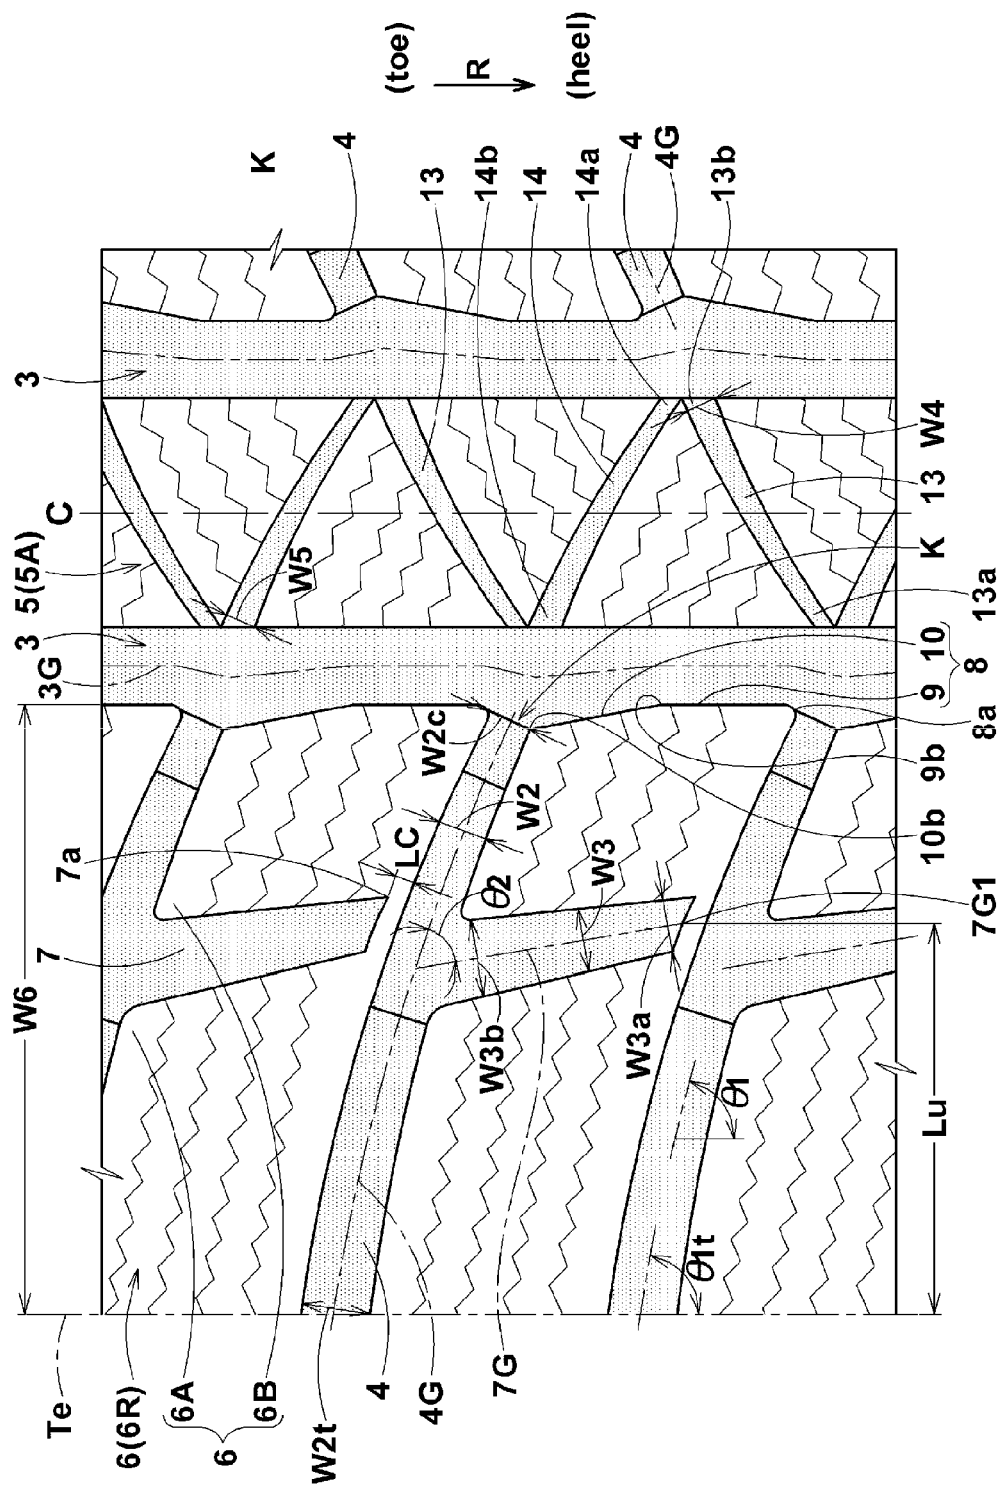 (toe)
R
(heel)
K
4
13
14b
14
14a
4
4G
13b
4
4
3
W4
C
13
5(5A)
W5
K
13a
3
3G
10
9
8
8a
W2c
9b
W2
10b
LC
7a
θ2
W3
7G1
7
W6
W3b
W3a
θ1
Lu
θ1t
Te
6(6R)
6A
6B
6
W2t
4
4G
7G